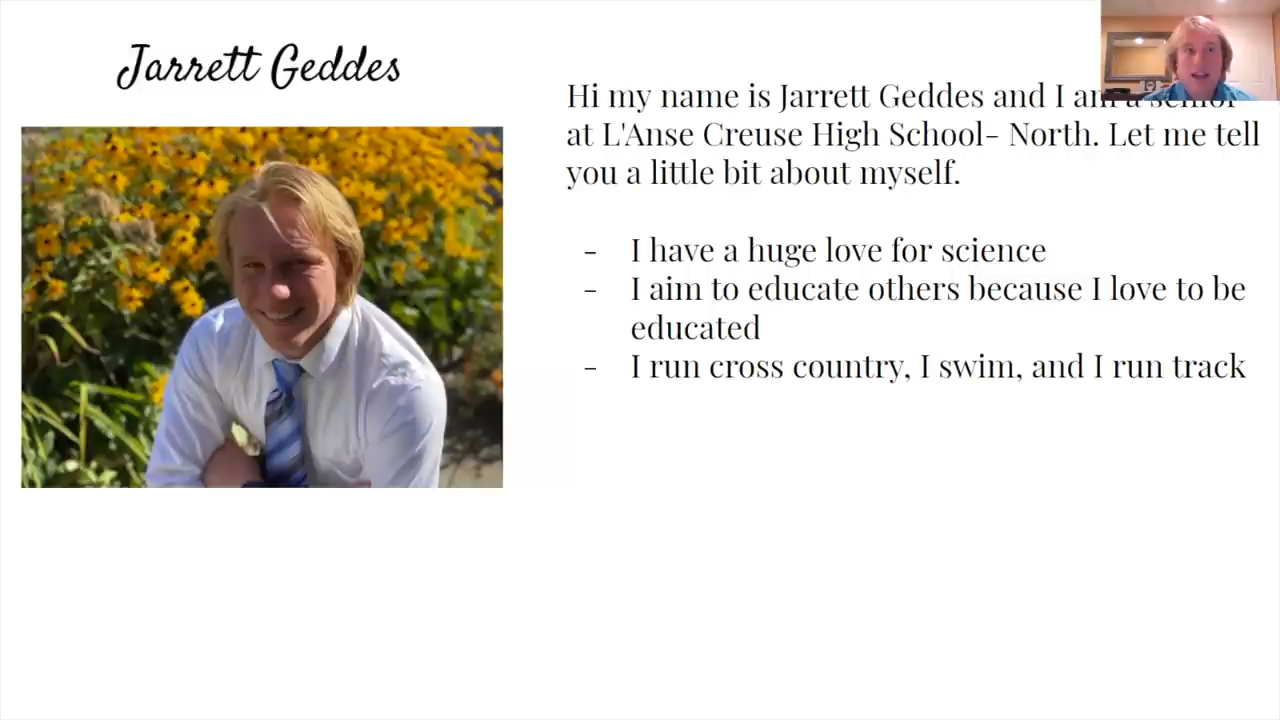 Jarrett Geddes
Hi my name is Jarrett Geddes and I am a senior
at L'Anse Creuse High School- North. Let me tell
you a little bit about myself.
- I have a huge love for science
- I aim to educate others because I love to be
educated
- I run cross country, I swim, and I run track